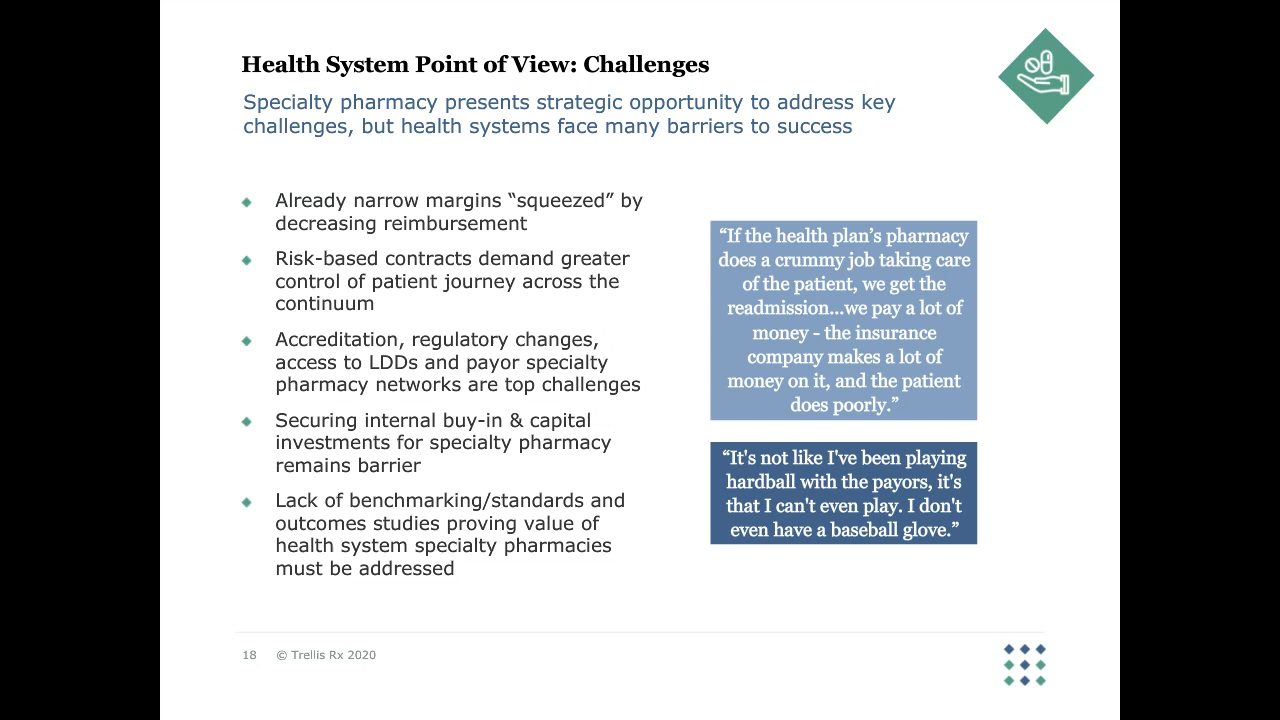 Health System Point of View: Challenges
Specialty pharmacy presents strategic opportunity to address key
challenges, but health systems face many barriers to success
Already narrow margins “squeezed” by
decreasing reimbursement
Risk-based contracts demand greater
control of patient journey across the
continuum
Accreditation, regulatory changes,
access to LDDs and payor specialty
pharmacy networks are top challenges
Securing internal buy-in & capital
investments for specialty pharmacy
remains barrier
Lack of benchmarking/standards and
outcomes studies proving value of
health system specialty pharmacies
must be addressed
“If the health plan’s pharmacy
does a crummy job taking care
of the patient, we get the
readmission...we pay a lot of
money - the insurance
company makes a lot of
money on it, and the patient
does poorly.”
“It's not like I've been playing
hardball with the payors, it's
that I can't even play. I don't
even have a baseball glove.”
18 © Trellis Rx 2020